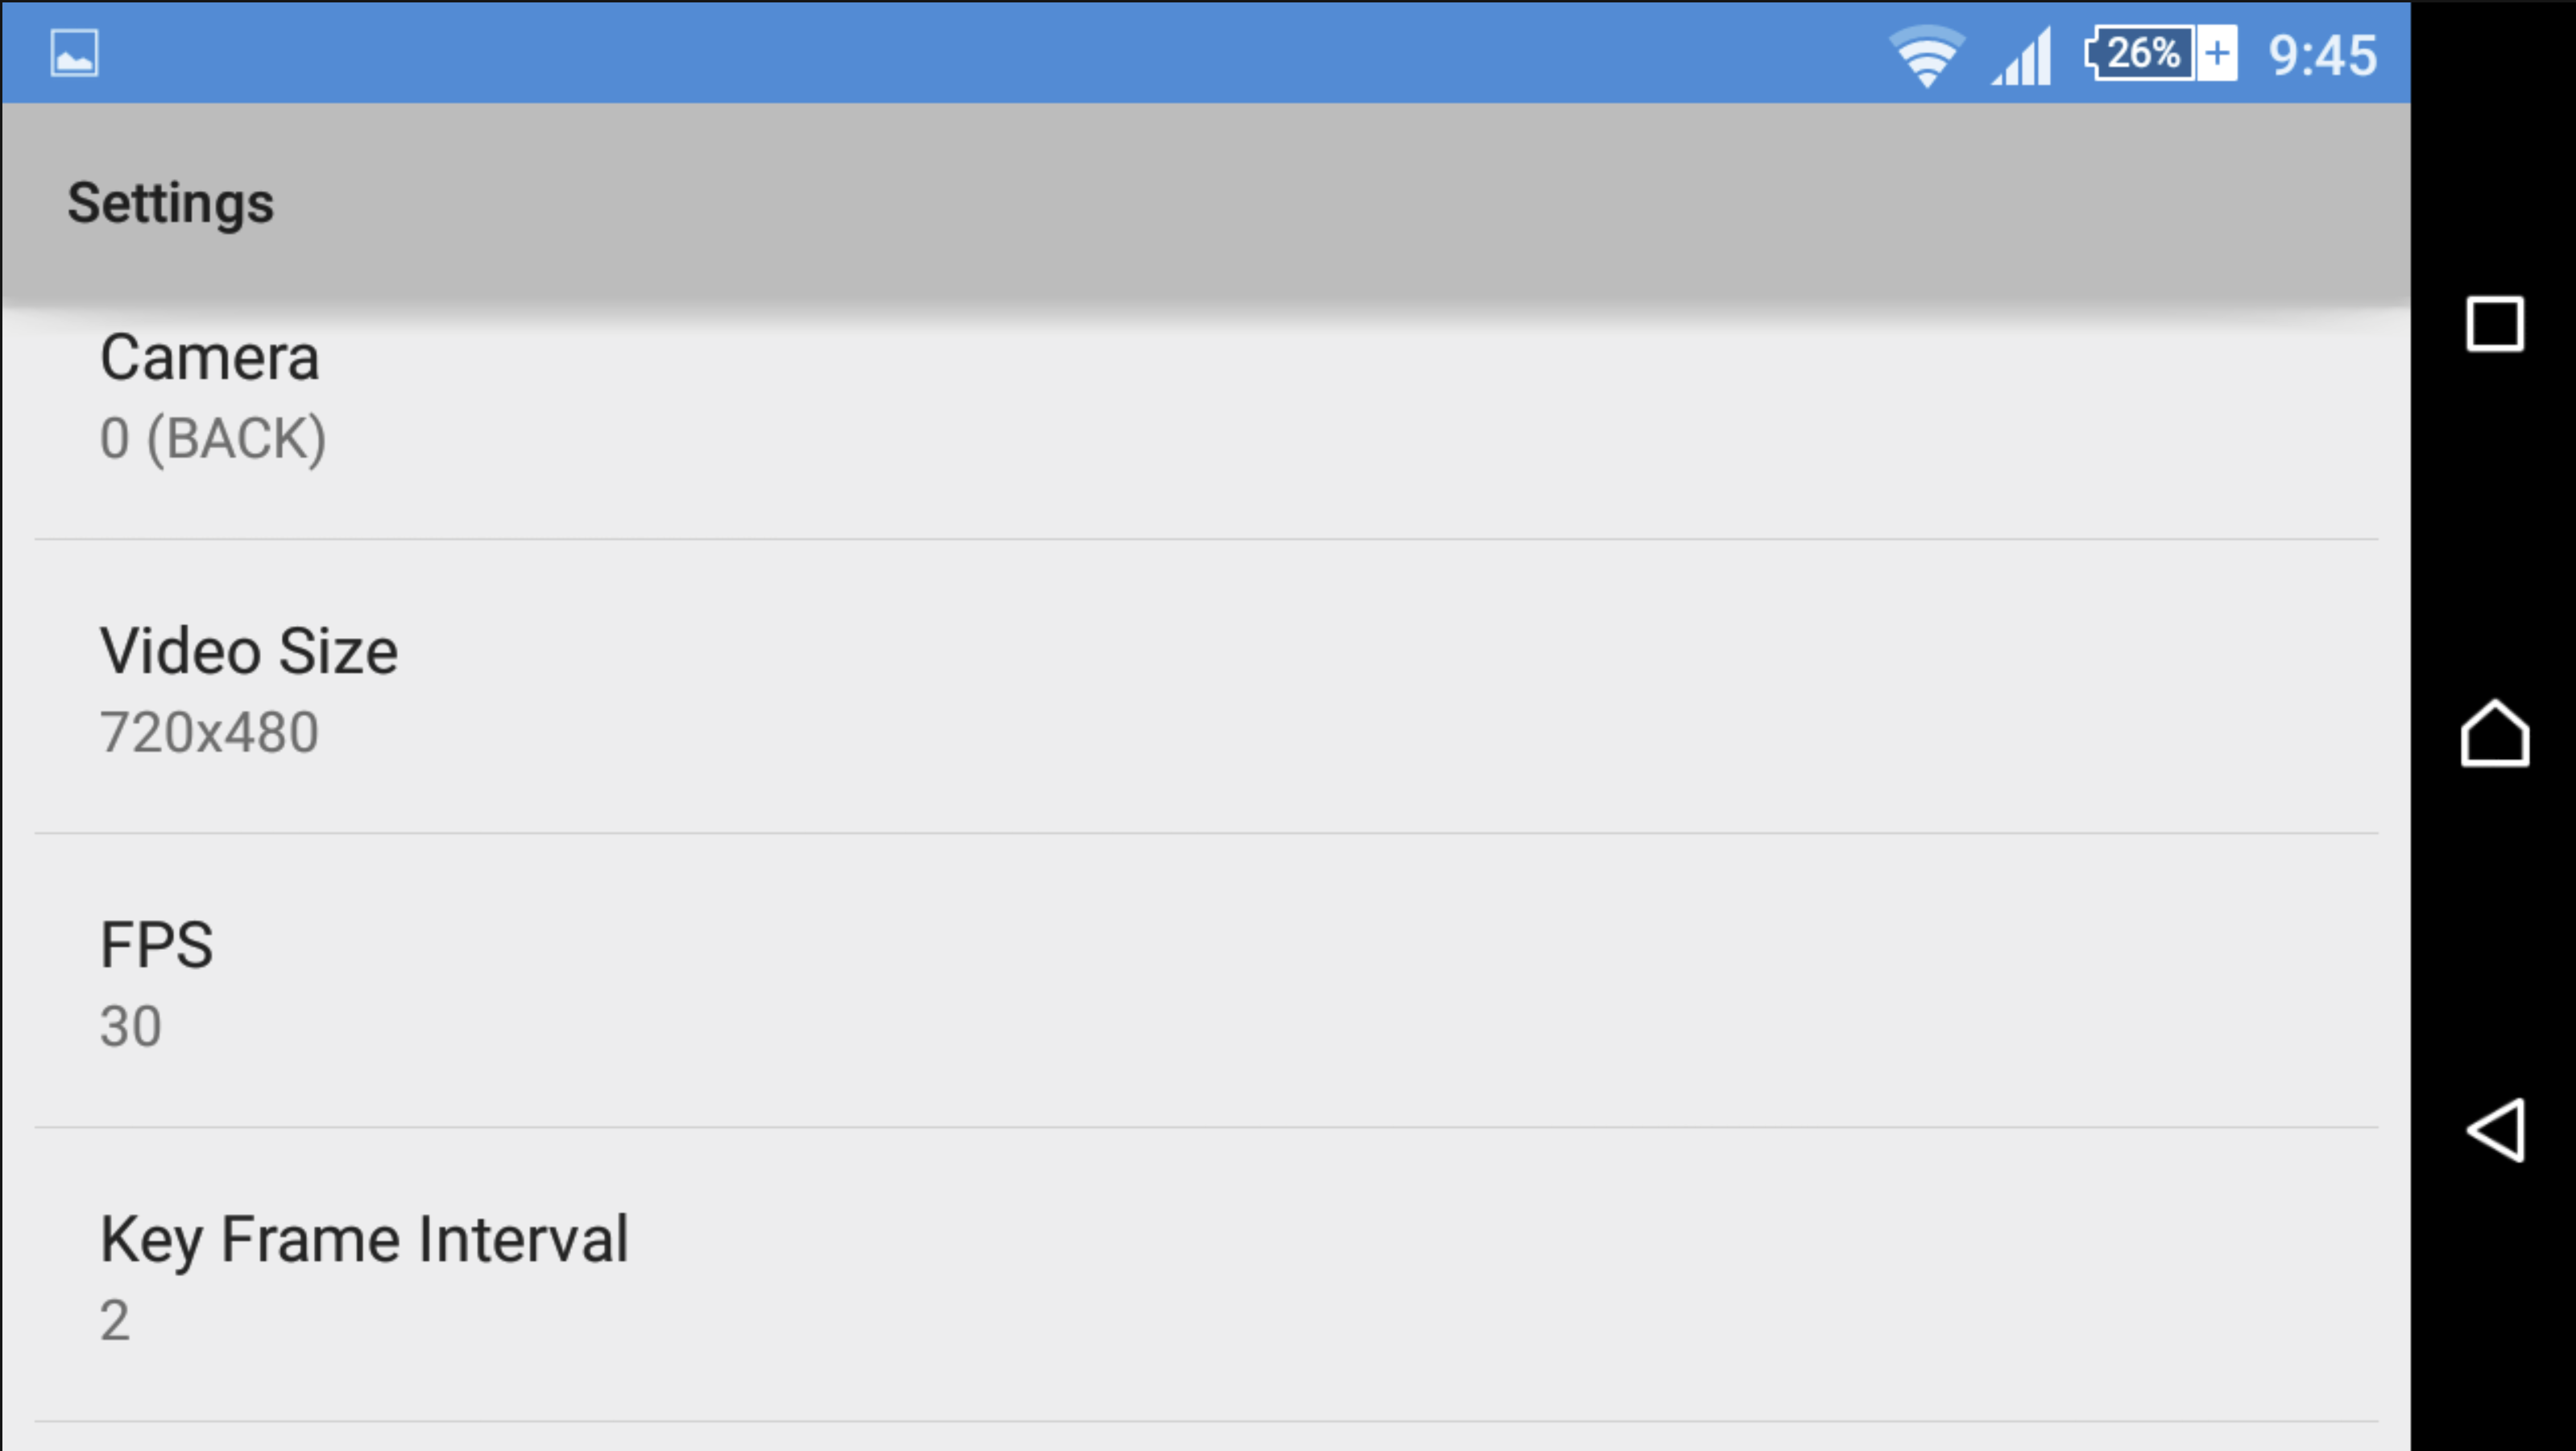 26% 9:45
Settings
Camera
0 (BACK)
Video Size
720x480
FPS
30
Key Frame Interval
2